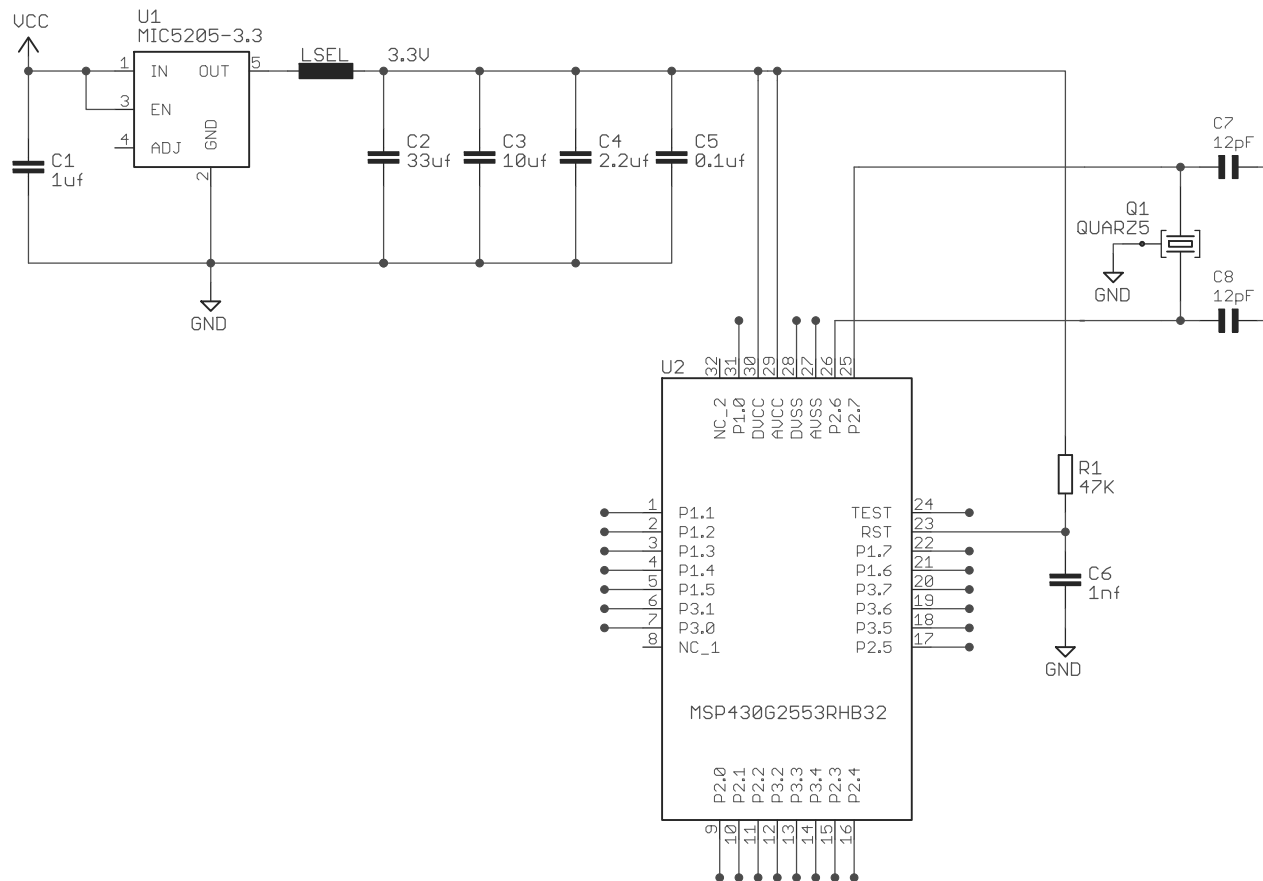 VCC
U1
MIC5205-3.3
1
IN
OUT
5
3
EN
4
ADJ
GND
2
C1
1uf
LSEL
3.3V
C2
33uf
C3
10uf
C4
2.2uf
C5
0.1uf
GND
C7
12pF
Q1
QUARZ5
GND
C8
12pF
U2
32
31
30
29
28
27
26
25
NC_2
P1.0
DVCC
AVCC
DVSS
AVSS
P2.6
P2.7
R1
47K
1
P1.1
2
P1.2
3
P1.3
4
P1.4
5
P1.5
6
P3.1
7
P3.0
8
NC_1
TEST
24
RST
23
P1.7
22
P1.6
21
P3.7
20
P3.6
19
P3.5
18
P2.5
17
C6
1nf
GND
MSP430G2553RHB32
P2.0
P2.1
P2.2
P3.2
P3.3
P3.4
P2.3
P2.4
9
10
11
12
13
14
15
16